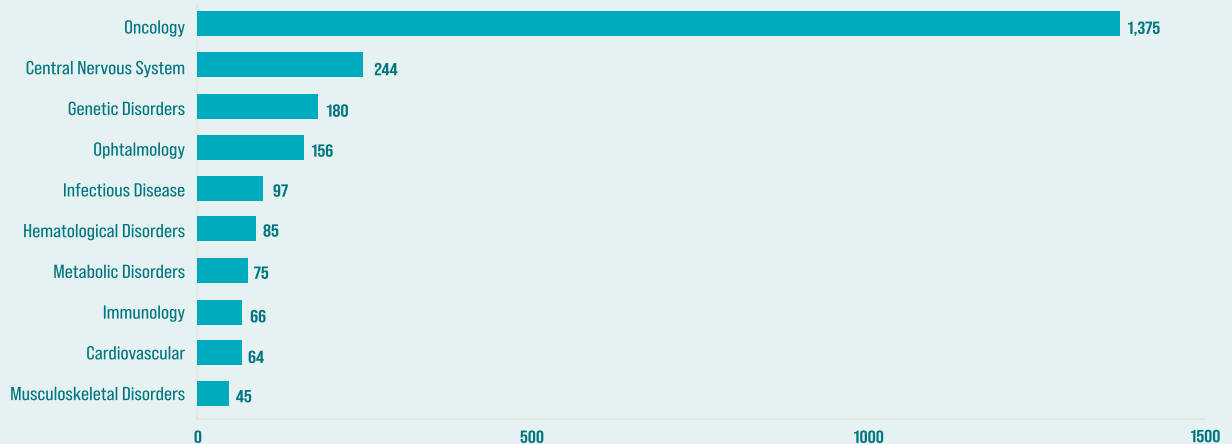 Oncology 1,375
Central Nervous System 244
Genetic Disorders 180
Ophtalmology 156
Infectious Disease 97
Hematological Disorders 85
Metabolic Disorders 75
Immunology 66
Cardiovascular 64
Musculoskeletal Disorders 45
0 500 1000 1500